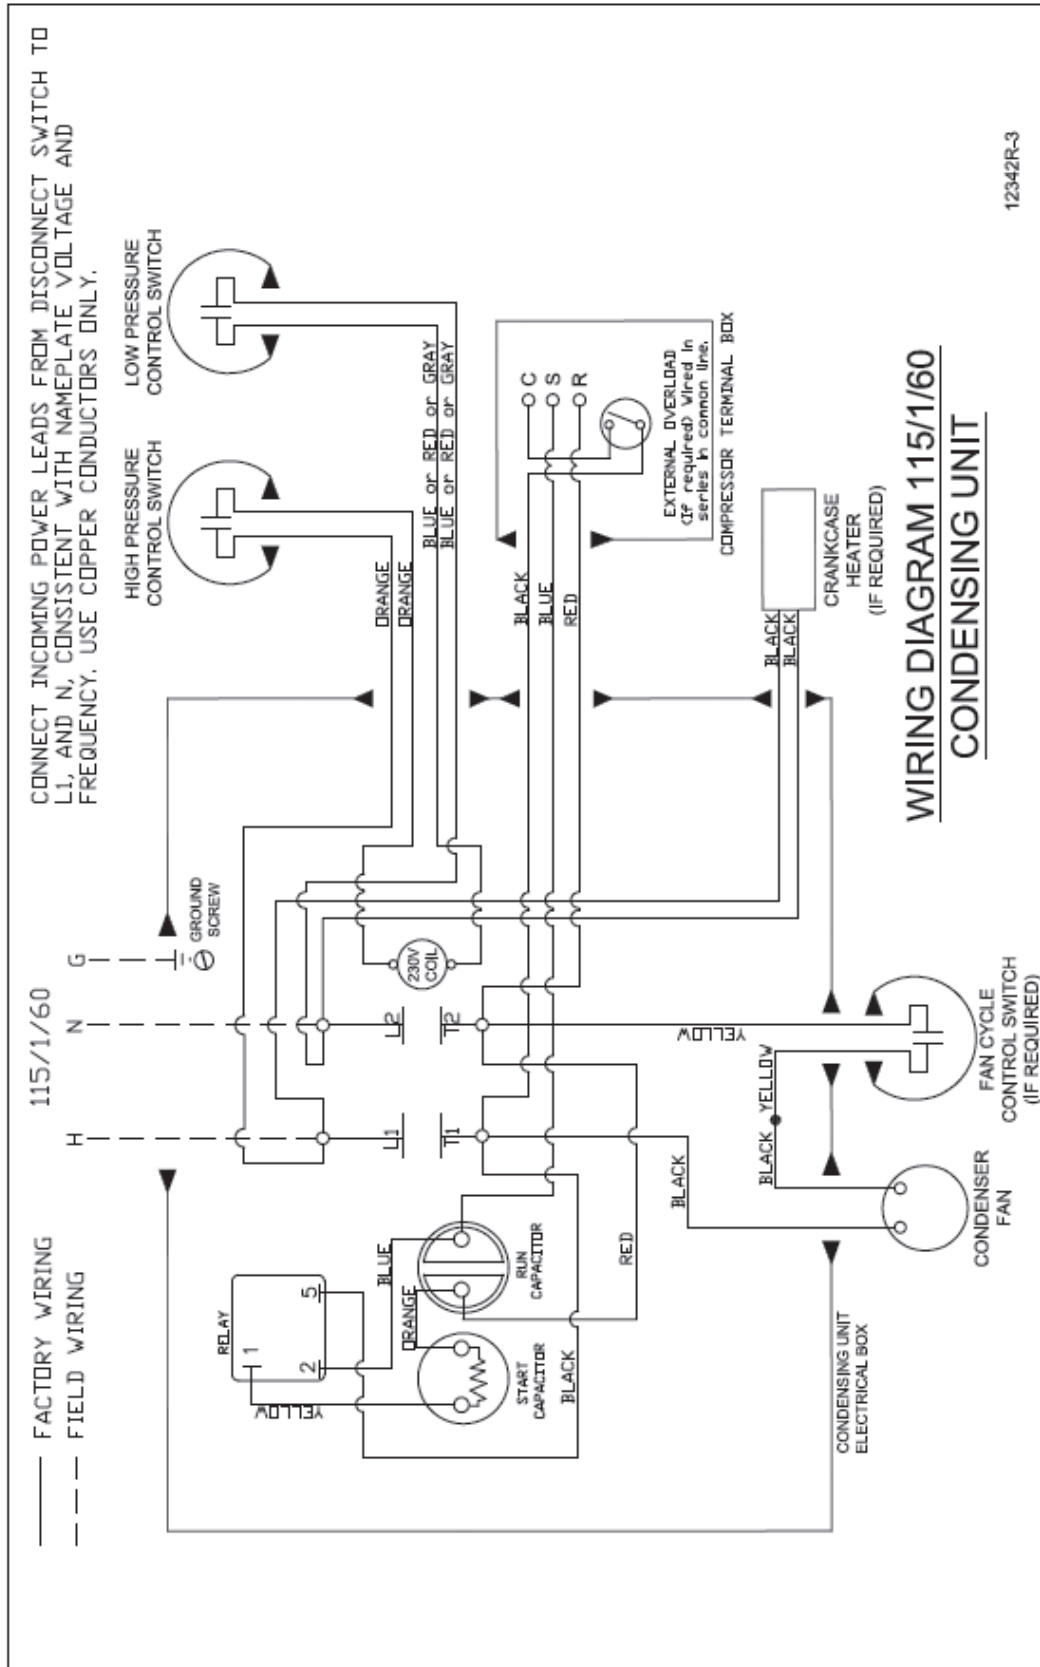 CONNECT INCOMING POWER LEADS FROM DISCONNECT SWITCH TO
L1, AND N, CONSISTENT WITH NAMEPLATE VOLTAGE AND
FREQUENCY. USE COPPER CONDUCTORS ONLY.
FACTORY WIRING
FIELD WIRING
115/1/60
H
N
G
GROUND
SCREW
HIGH PRESSURE
CONTROL SWITCH
LOW PRESSURE
CONTROL SWITCH
RELAY
1
2
5
YELLOW
BLUE
ORANGE
START
CAPACITOR
RUN
CAPACITOR
BLACK
RED
L1
T1
L2
T2
230V
COIL
ORANGE
ORANGE
BLUE or RED or GRAY
BLUE or RED or GRAY
BLACK
BLUE
RED
C
S
R
EXTERNAL OVERLOAD
(If required) Wired in
series in common line.
COMPRESSOR TERMINAL BOX
BLACK
BLACK
CRANKCASE
HEATER
(IF REQUIRED)
BLACK
YELLOW
BLACK
YELLOW
CONDENSING UNIT
ELECTRICAL BOX
CONDENSER
FAN
FAN CYCLE
CONTROL SWITCH
(IF REQUIRED)
WIRING DIAGRAM 115/1/60
CONDENSING UNIT
12342R-3